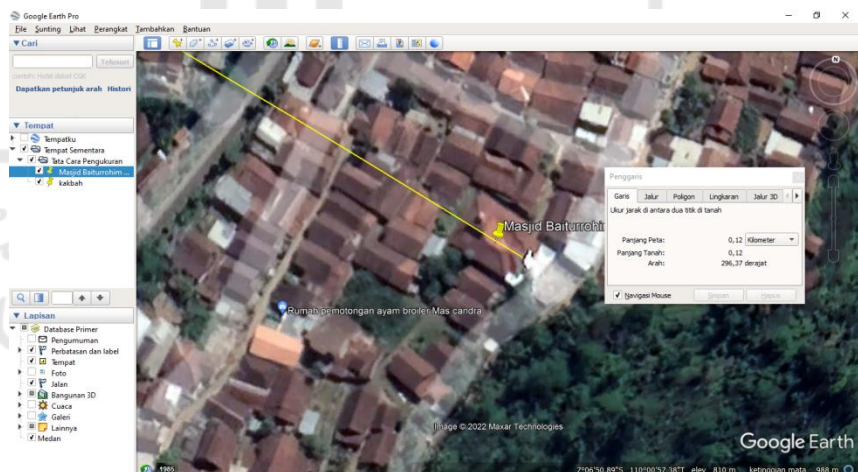 Google Earth Pro
File Sunting Lihat Perangkat Tambahkan Bantuan
Cari
Telusuri
contoh: Hotel dekat CGK
Dapatkan petunjuk arah Histori
Tempat
Tempatku
Tempat Sementara
Tata Cara Pengukuran
Masjid Baiturrohim ...
kakbah
Lapisan
Database Primer
Pengumuman
Perbatasan dan label
Tempat
Foto
Jalan
Bangunan 3D
Cuaca
Galeri
Lainnya
Medan
N
Masjid Baiturrohim
Rumah pemotongan ayam broiler Mas candra
Penggaris
Garis Jalur Poligon Lingkaran Jalur 3D
Ukur jarak di antara dua titik di tanah
Panjang Peta: 0,12 Kilometer
Panjang Tanah: 0,12
Arah: 296,37 derajat
Navigasi Mouse Simpan Hapus
Image © 2022 Maxar Technologies
Google Earth
1985
7°06'50.89"S 110°00'57.38"T elev 810 m ketinggian mata 988 m